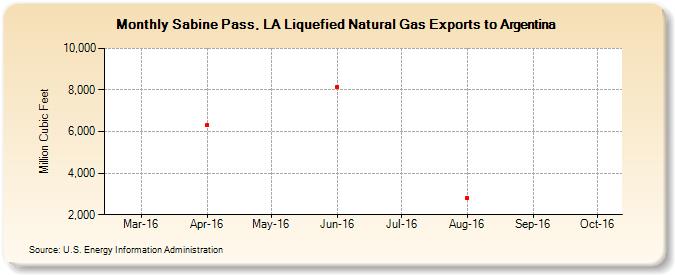 Monthly Sabine Pass, LA Liquefied Natural Gas Exports to Argentina
Million Cubic Feet
10,000
8,000
6,000
4,000
2,000
Mar-16 Apr-16 May-16 Jun-16 Jul-16 Aug-16 Sep-16 Oct-16
Source: U.S. Energy Information Administration